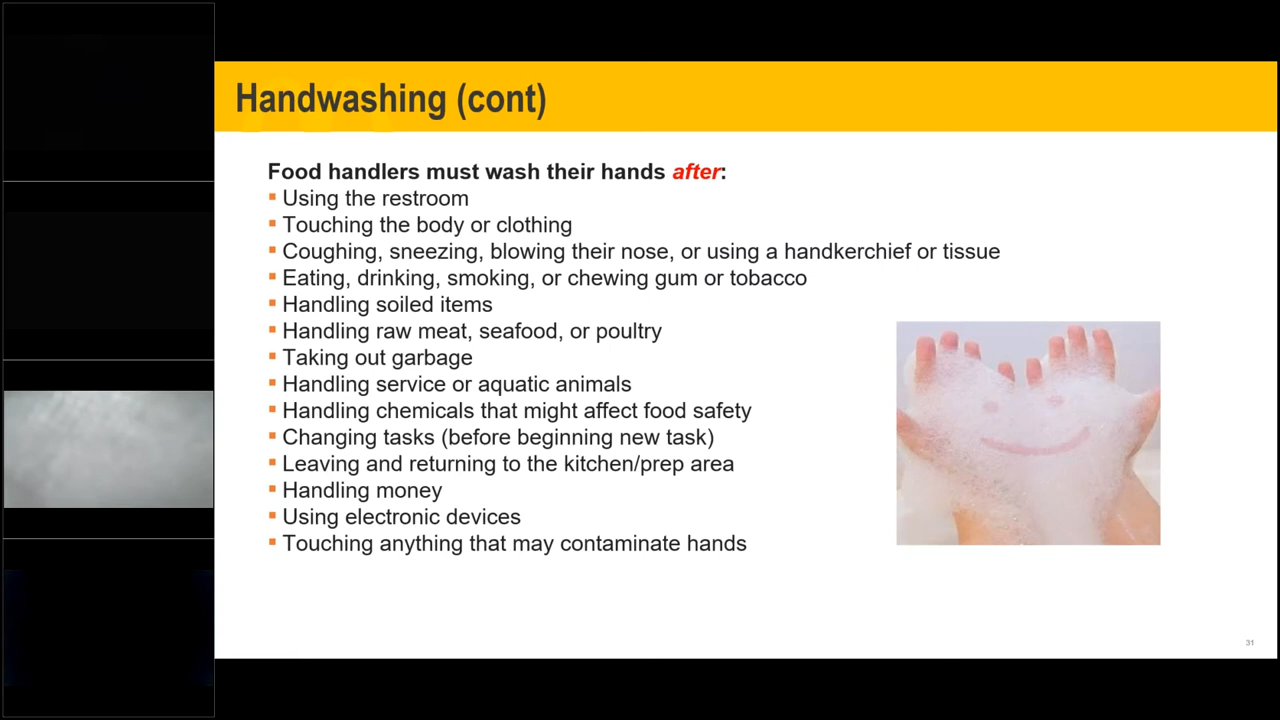 Handwashing (cont)
Food handlers must wash their hands after:
Using the restroom
Touching the body or clothing
Coughing, sneezing, blowing their nose, or using a handkerchief or tissue
Eating, drinking, smoking, or chewing gum or tobacco
Handling soiled items
Handling raw meat, seafood, or poultry
Taking out garbage
Handling service or aquatic animals
Handling chemicals that might affect food safety
Changing tasks (before beginning new task)
Leaving and returning to the kitchen/prep area
Handling money
Using electronic devices
Touching anything that may contaminate hands
31